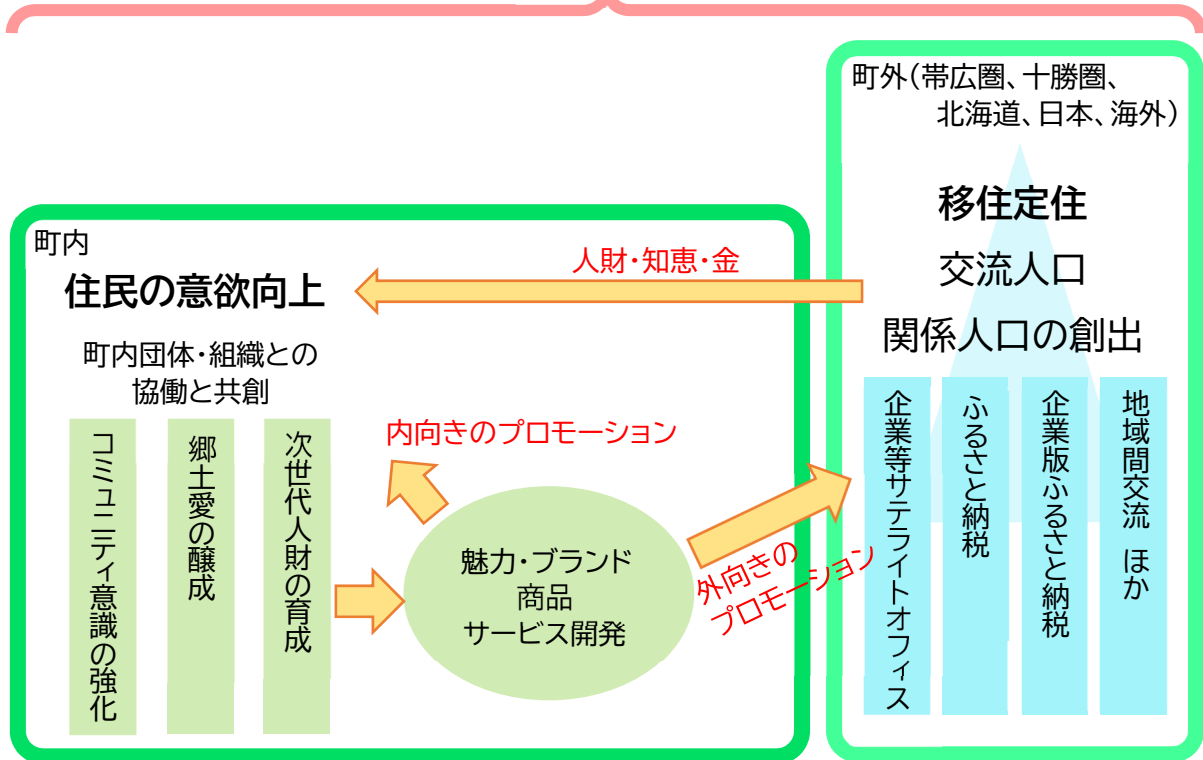 町外(帯広圏、十勝圏、
北海道、日本、海外)
移住定住
交流人口
関係人口の創出
企業等サテライトオフィス
ふるさと納税
企業版ふるさと納税
地域間交流 ほか
町内
住民の意欲向上
人財・知恵・金
町内団体・組織との
協働と共創
コミュニティ意識の強化
郷土愛の醸成
次世代人財の育成
内向きのプロモーション
魅力・ブランド
商品
サービス開発
外向きの
プロモーション